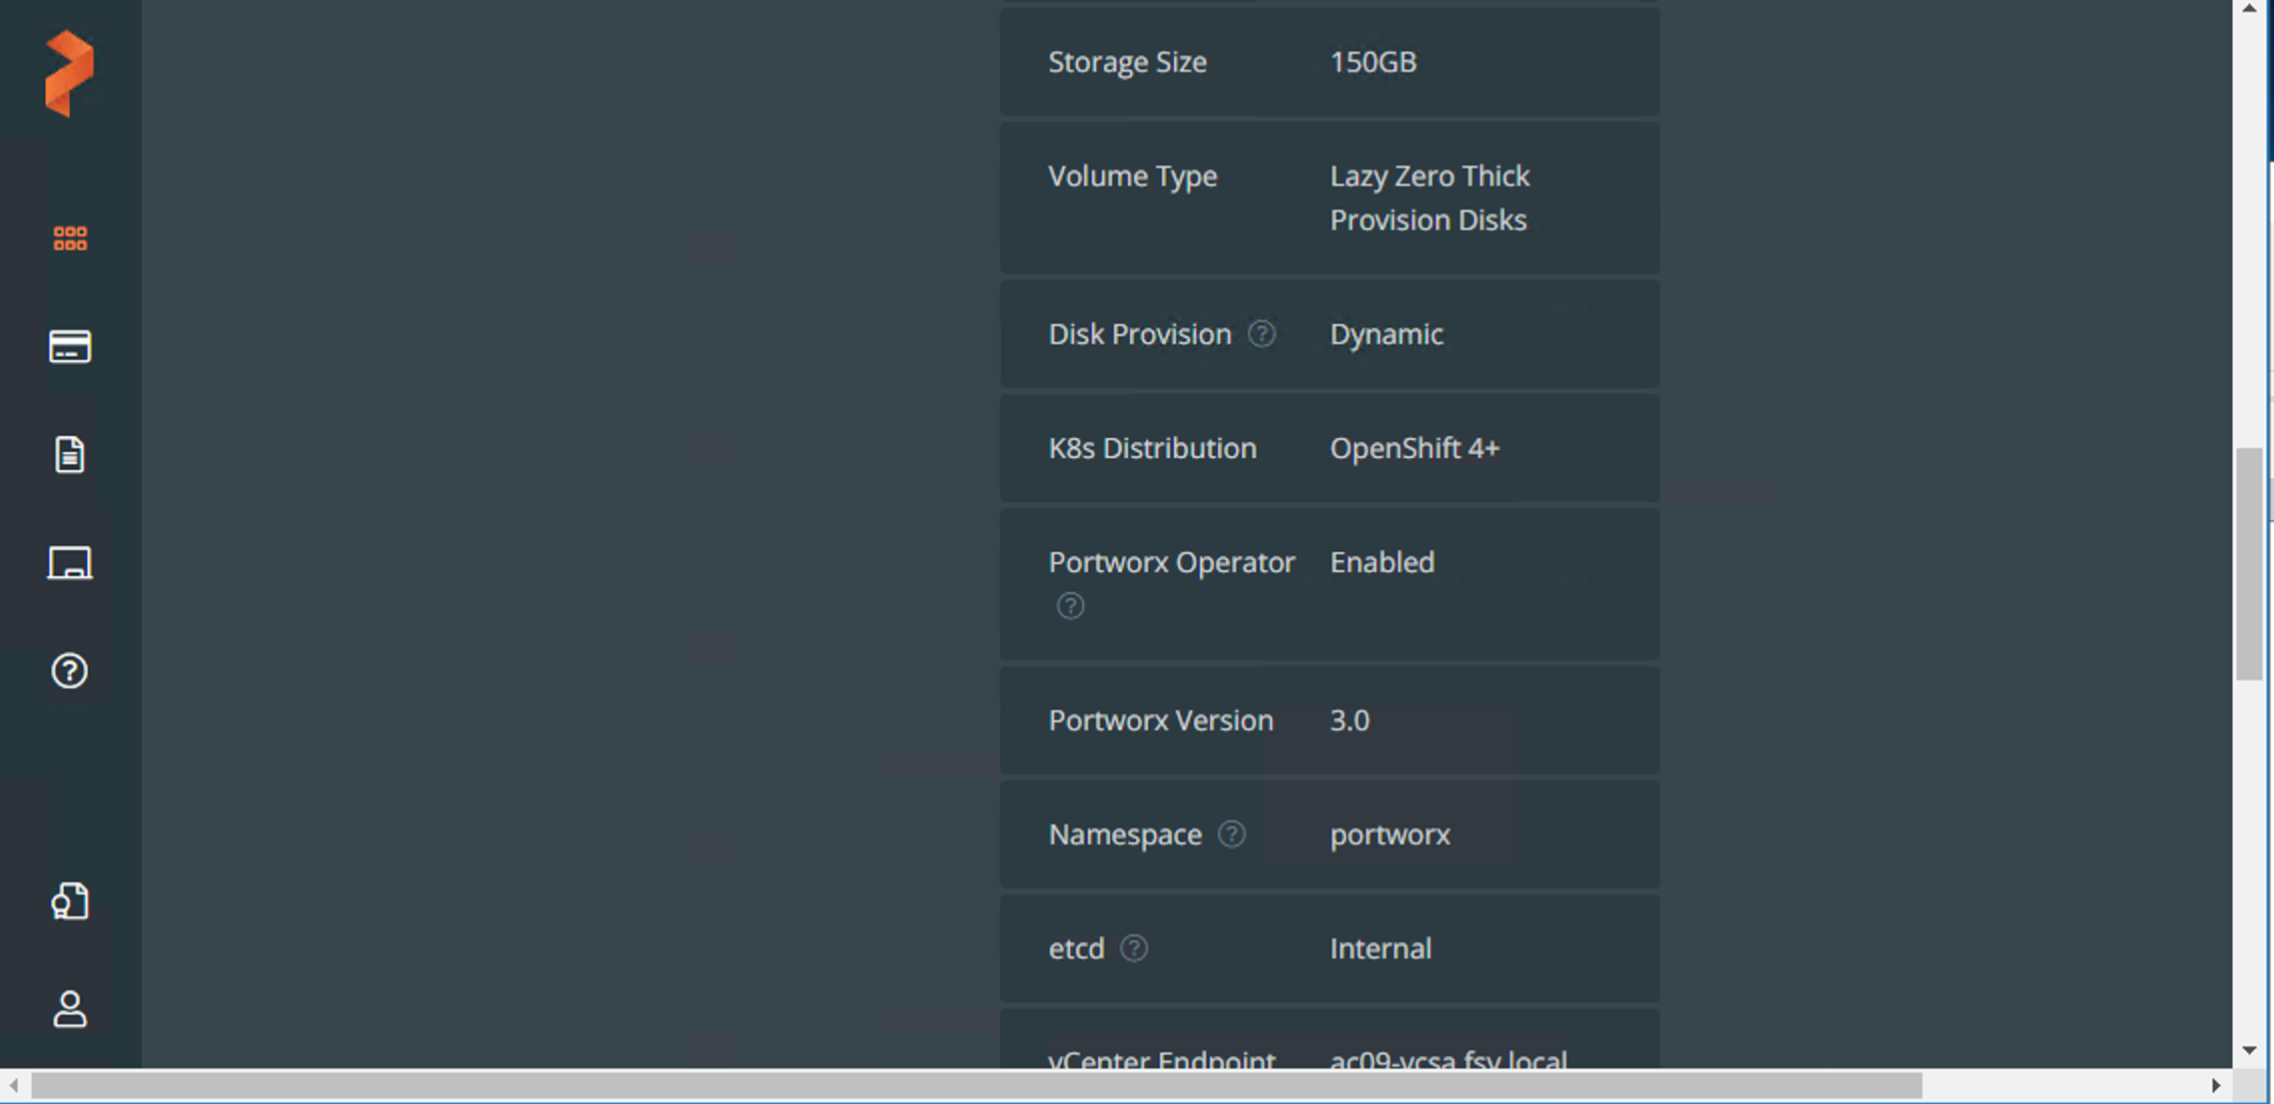 Storage Size 150GB
Volume Type Lazy Zero Thick
Provision Disks
Disk Provision ? Dynamic
K8s Distribution OpenShift 4+
Portworx Operator Enabled
?
Portworx Version 3.0
Namespace ? portworx
etcd ? Internal
vCenter Endpoint ac09-vcsa.fsv.local